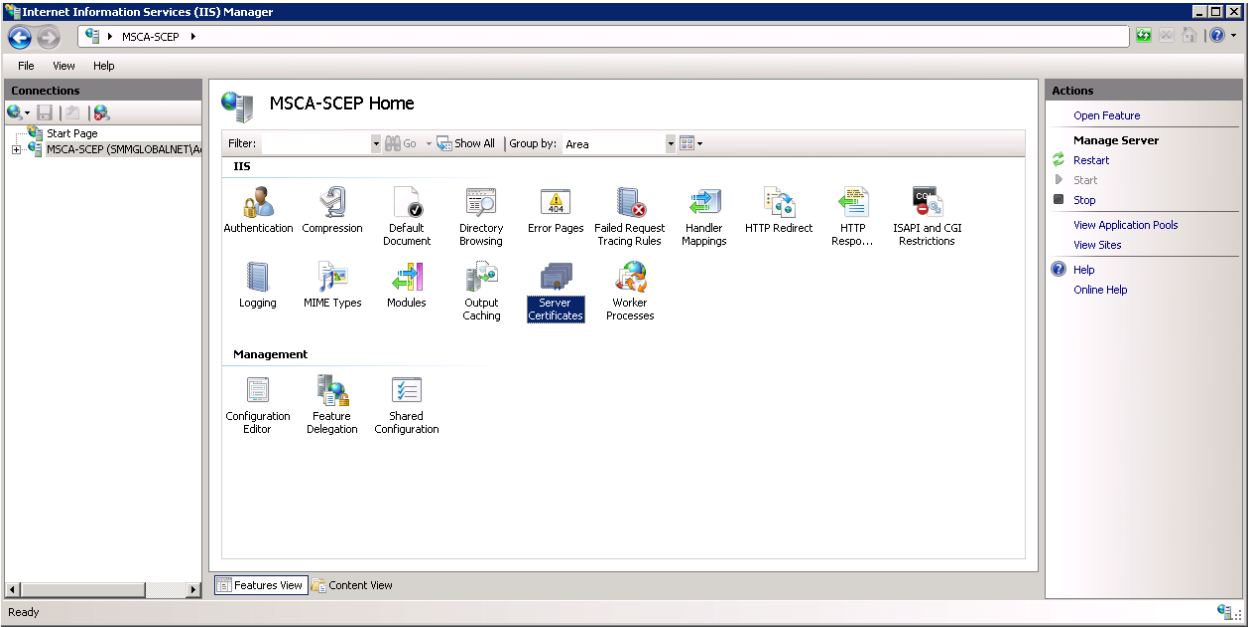 Internet Information Services (IIS) Manager
MSCA-SCEP
File View Help
Connections
Start Page
MSCA-SCEP (SMMGLOBALNET\A
MSCA-SCEP Home
Filter: Go Show All Group by: Area
IIS
Authentication
Compression
Default
Document
Directory
Browsing
404
Error Pages
Failed Request
Tracing Rules
Handler
Mappings
HTTP Redirect
HTTP
Respo...
CGI
ISAPI and CGI
Restrictions
Logging
MIME Types
Modules
Output
Caching
Server
Certificates
Worker
Processes
Management
Configuration
Editor
Feature
Delegation
Shared
Configuration
Features View Content View
Actions
Open Feature
Manage Server
Restart
Start
Stop
View Application Pools
View Sites
Help
Online Help
Ready